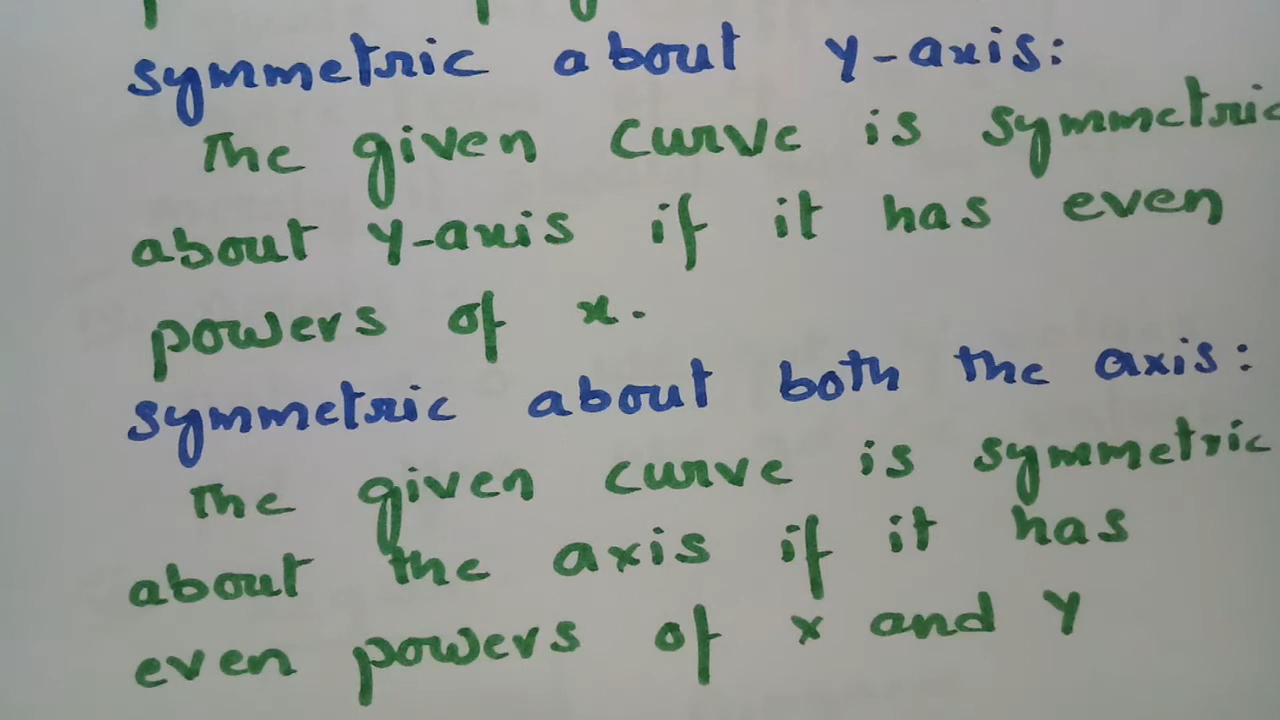 symmetric about y-axis:
The given curve is symmetric
about y-axis if it has even
powers of x.
symmetric about both the axis:
The given curve is symmetric
about the axis if it has
even powers of x and y